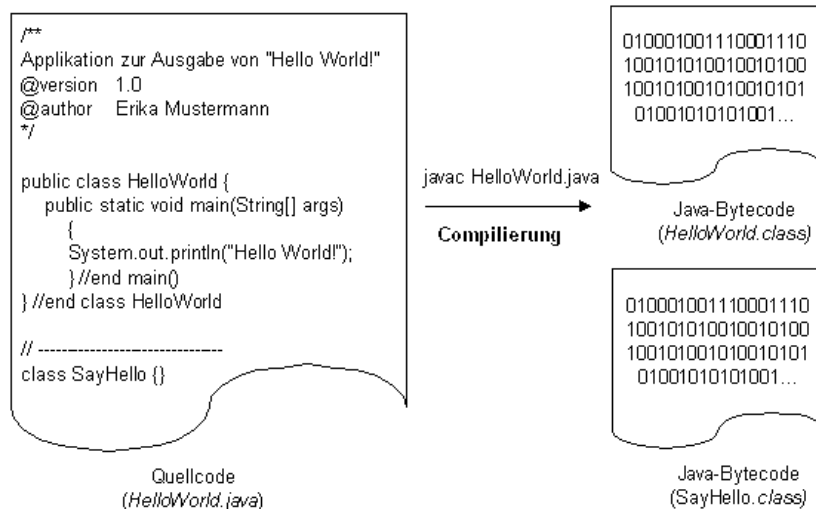 /**
Applikation zur Ausgabe von "Hello World!"
@version 1.0
@author Erika Mustermann
*/
public class HelloWorld {
public static void main(String[] args)
{
System.out.println("Hello World!");
} //end main()
} //end class HelloWorld
// -------------------------------
class SayHello {}
Quellcode
(HelloWorld.java)
javac HelloWorld.java
Compilierung
010001001110001110
100101010010010100
100101001010010101
01001010101001...
Java-Bytecode
(HelloWorld.class)
010001001110001110
100101010010010100
100101001010010101
01001010101001...
Java-Bytecode
(SayHello.class)